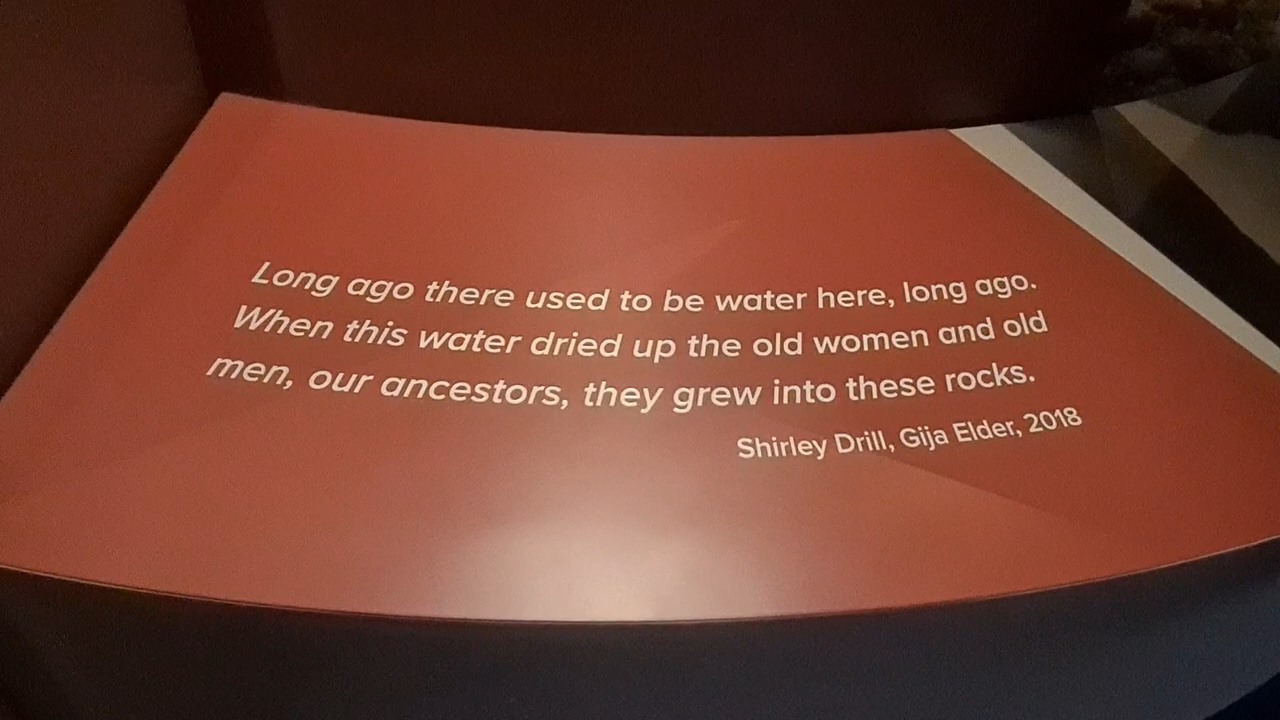 Long ago there used to be water here, long ago.
When this water dried up the old women and old
men, our ancestors, they grew into these rocks.
Shirley Drill, Gija Elder, 2018